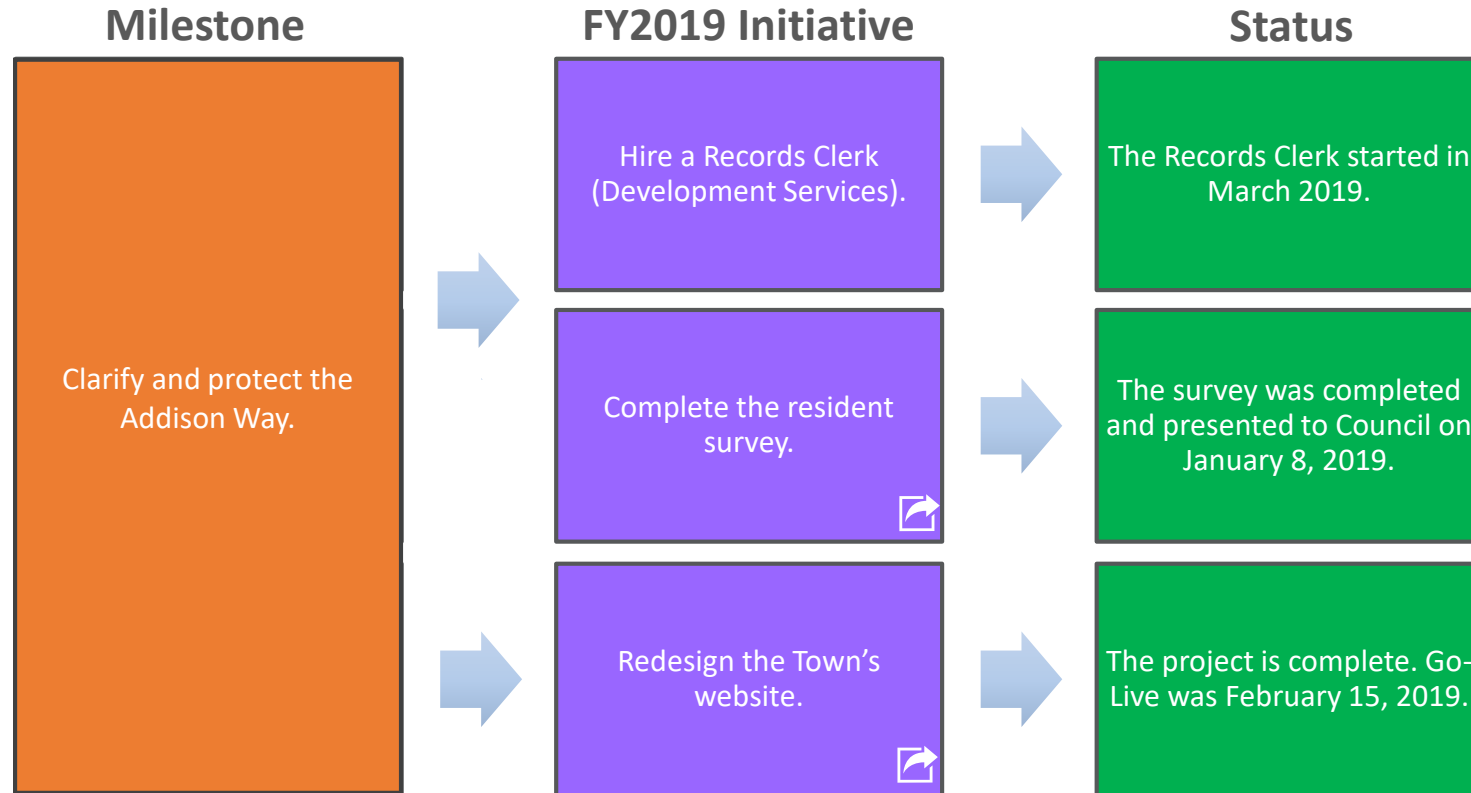 Milestone
FY2019 Initiative
Status
Clarify and protect the
Addison Way.
Hire a Records Clerk
(Development Services).
The Records Clerk started in
March 2019.
Complete the resident
survey.
The survey was completed
and presented to Council on
January 8, 2019.
Redesign the Town’s
website.
The project is complete. Go-
Live was February 15, 2019.